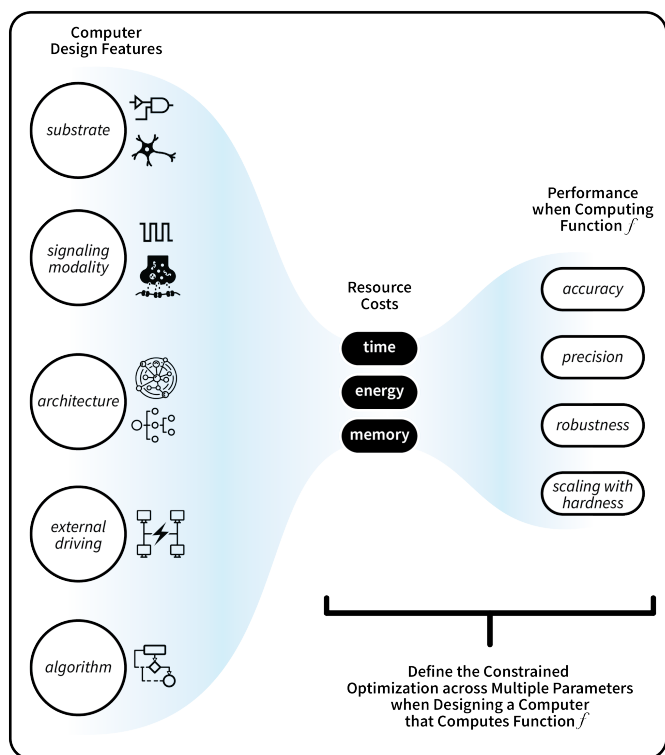 Computer
Design Features
substrate
signaling
modality
architecture
external
driving
algorithm
Resource
Costs
time
energy
memory
Performance
when Computing
Function f
accuracy
precision
robustness
scaling with
hardness
Define the Constrained
Optimization across Multiple Parameters
when Designing a Computer
that Computes Function f